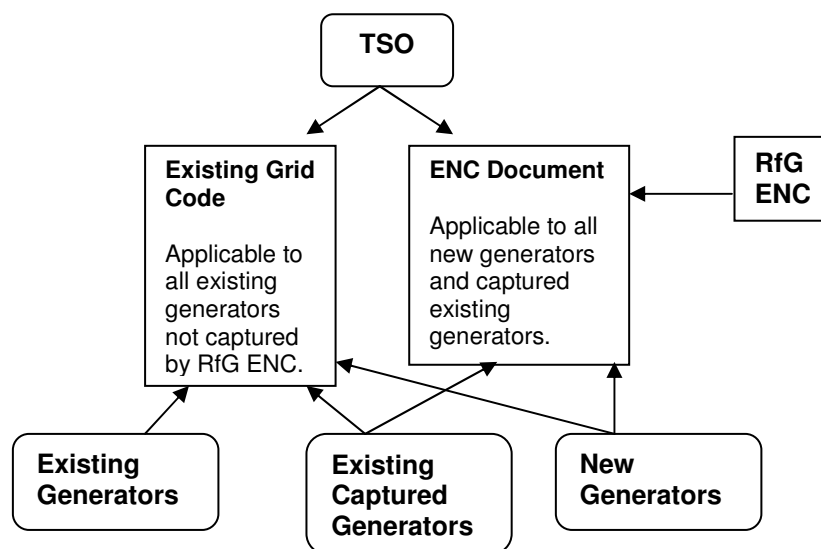 TSO
Existing Grid
Code
Applicable to
all existing
generators
not captured
by RfG ENC.
ENC Document
Applicable to all
new generators
and captured
existing
generators.
RfG
ENC
Existing
Generators
Existing
Captured
Generators
New
Generators